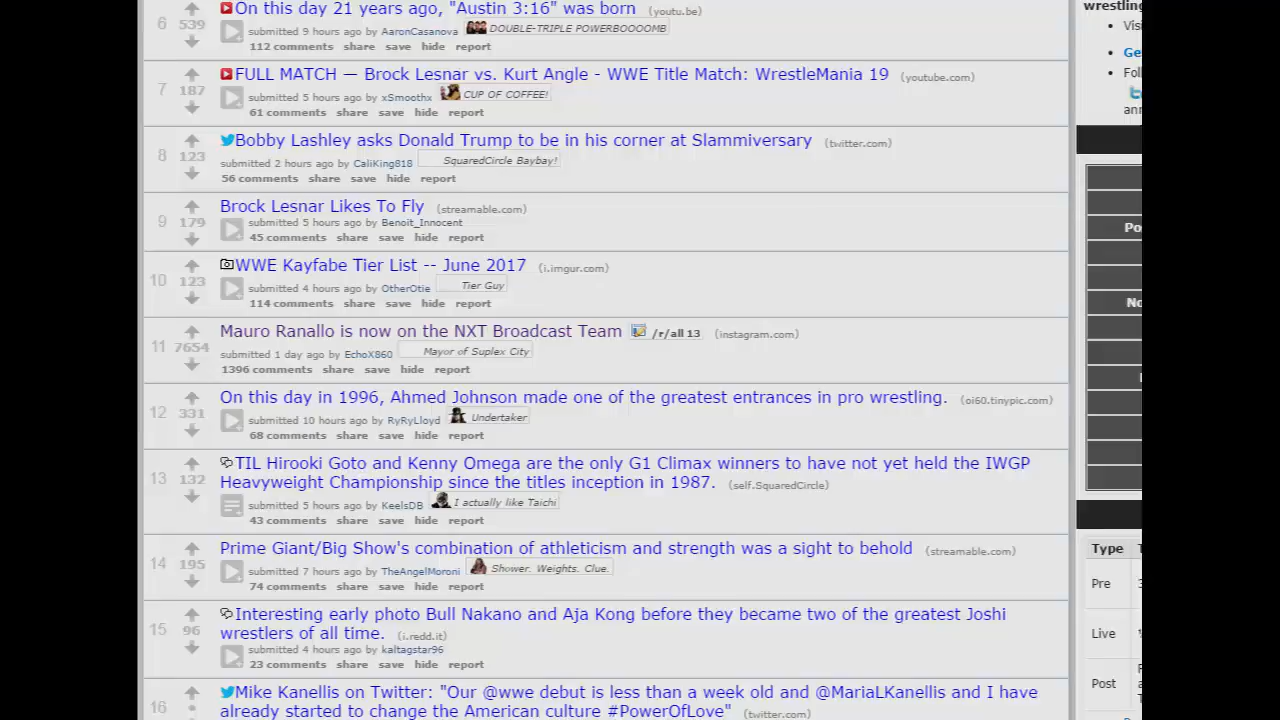 wrestling
6
539
On this day 21 years ago, "Austin 3:16" was born (youtu.be)
submitted 9 hours ago by AaronCasanova DOUBLE-TRIPLE POWERBOOOOMB
112 comments share save hide report
7
187
FULL MATCH — Brock Lesnar vs. Kurt Angle - WWE Title Match: WrestleMania 19 (youtube.com)
submitted 5 hours ago by xSmoothx CUP OF COFFEE!
61 comments share save hide report
8
123
Bobby Lashley asks Donald Trump to be in his corner at Slammiversary (twitter.com)
submitted 2 hours ago by CaliKing818 SquaredCircle Baybay!
56 comments share save hide report
9
179
Brock Lesnar Likes To Fly (streamable.com)
submitted 5 hours ago by Benoit_Innocent
45 comments share save hide report
10
123
WWE Kayfabe Tier List -- June 2017 (i.imgur.com)
submitted 4 hours ago by OtherOtie Tier Guy
114 comments share save hide report
11
7654
Mauro Ranallo is now on the NXT Broadcast Team /r/all 13 (instagram.com)
submitted 1 day ago by EchoX860 Mayor of Suplex City
1396 comments share save hide report
12
331
On this day in 1996, Ahmed Johnson made one of the greatest entrances in pro wrestling. (oi60.tinypic.com)
submitted 10 hours ago by RyRyLloyd Undertaker
68 comments share save hide report
13
132
TIL Hirooki Goto and Kenny Omega are the only G1 Climax winners to have not yet held the IWGP
Heavyweight Championship since the titles inception in 1987. (self.SquaredCircle)
submitted 5 hours ago by KeelsDB I actually like Taichi
43 comments share save hide report
14
195
Prime Giant/Big Show's combination of athleticism and strength was a sight to behold (streamable.com)
submitted 7 hours ago by TheAngelMoroni Shower. Weights. Clue.
74 comments share save hide report
15
96
Interesting early photo Bull Nakano and Aja Kong before they became two of the greatest Joshi
wrestlers of all time. (i.redd.it)
submitted 4 hours ago by kaltagstar96
23 comments share save hide report
16
Mike Kanellis on Twitter: "Our @wwe debut is less than a week old and @MariaLKanellis and I have
already started to change the American culture #PowerOfLove" (twitter.com)
Type
Pre
Live
Post